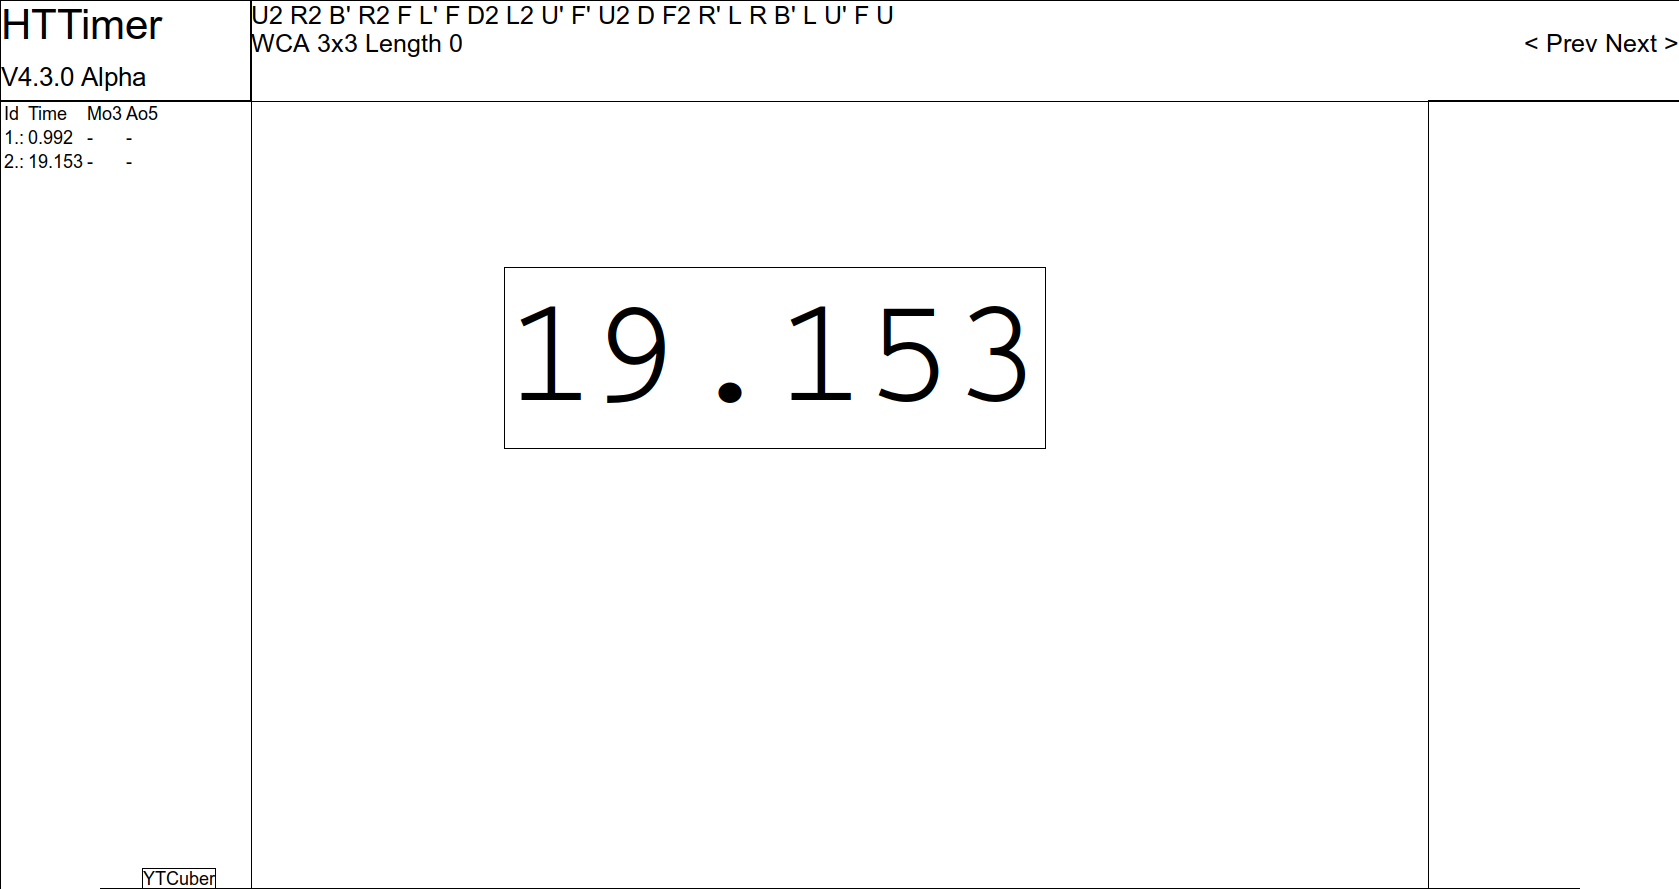 HTTimer
V4.3.0 Alpha
U2 R2 B' R2 F L' F D2 L2 U' F' U2 D F2 R' L R B' L U' F U
WCA 3x3 Length 0
< Prev Next >
Id Time Mo3 Ao5
1.: 0.992 - -
2.: 19.153 - -
19.153
YTCuber